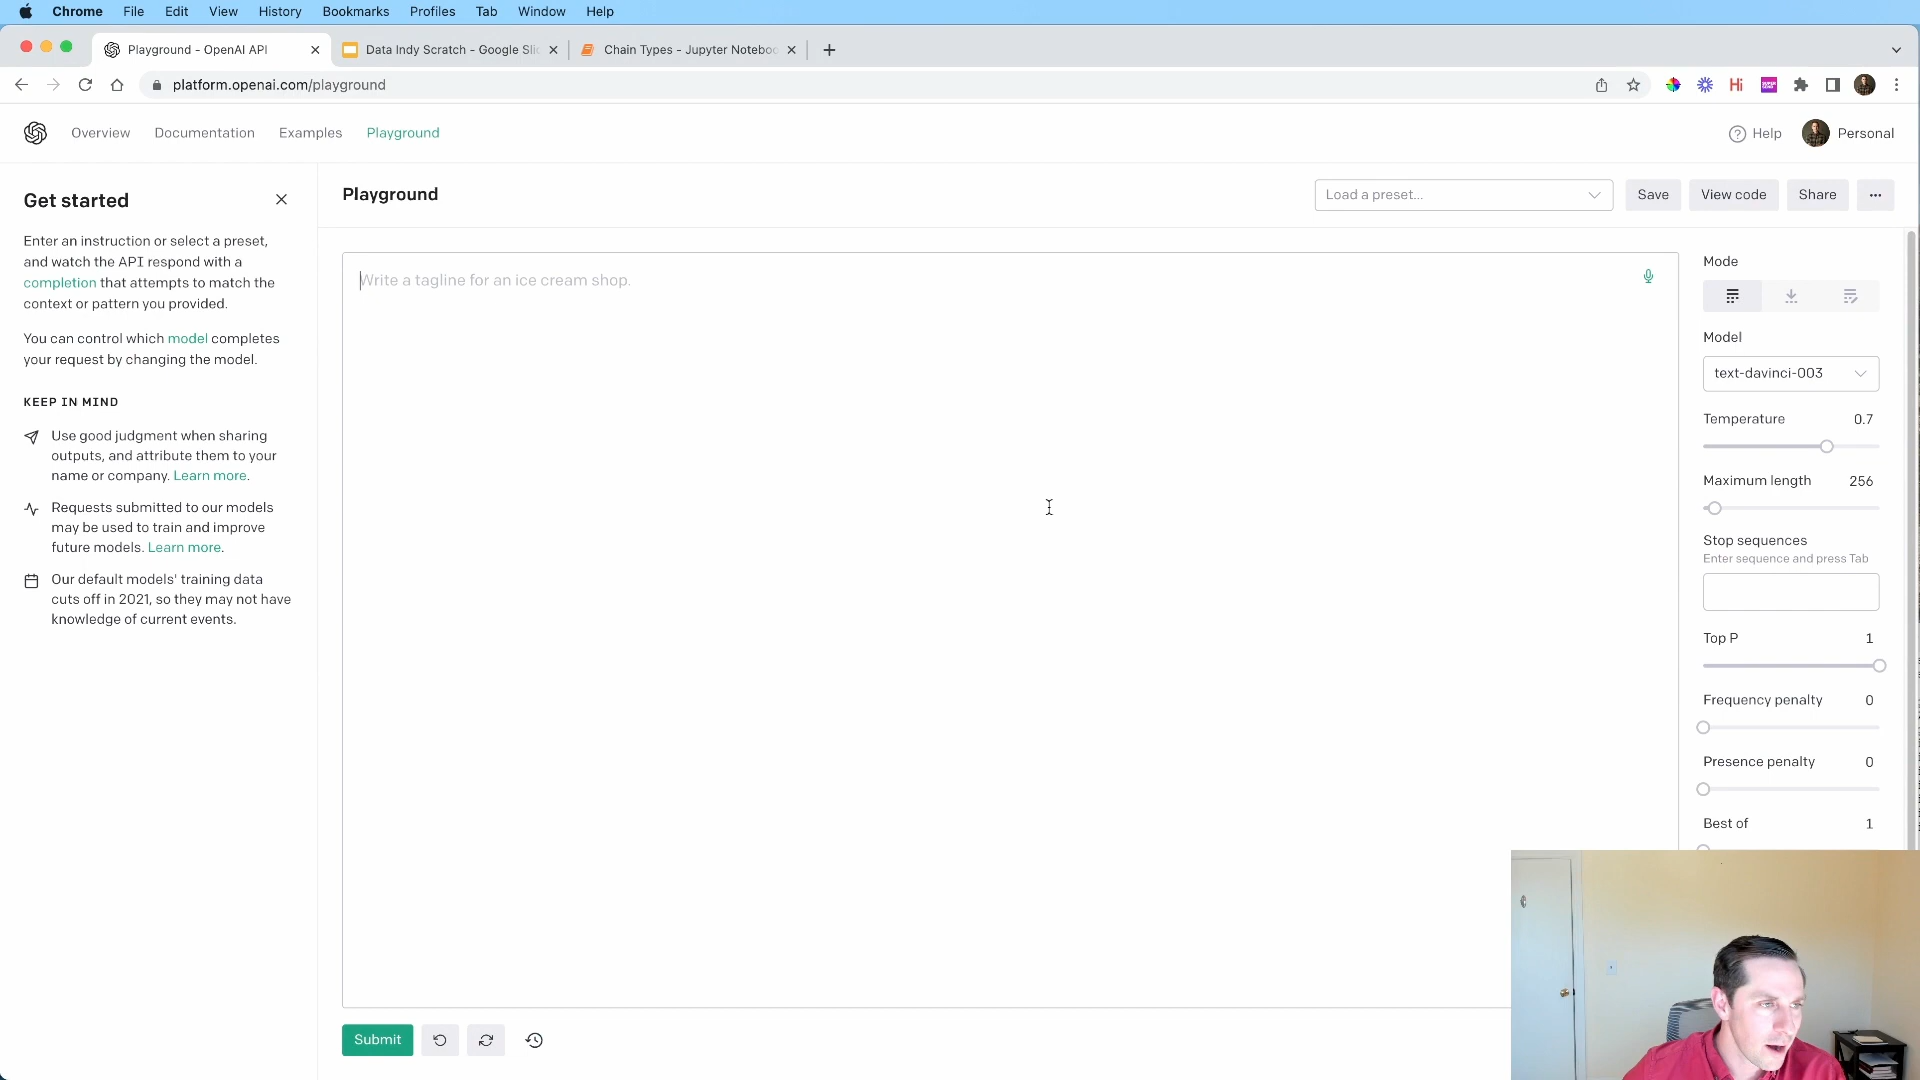 Chrome File Edit View History Bookmarks Profiles Tab Window Help
Playground - OpenAI API Data Indy Scratch - Google Sli Chain Types - Jupyter Notebo
platform.openai.com/playground
Hi
Overview Documentation Examples Playground Help Personal
Get started
Enter an instruction or select a preset,
and watch the API respond with a
completion that attempts to match the
context or pattern you provided.
You can control which model completes
your request by changing the model.
KEEP IN MIND
Use good judgment when sharing
outputs, and attribute them to your
name or company. Learn more.
Requests submitted to our models
may be used to train and improve
future models. Learn more.
Our default models' training data
cuts off in 2021, so they may not have
knowledge of current events.
Playground
Load a preset... Save View code Share ...
Write a tagline for an ice cream shop.
Submit
Mode
Model
text-davinci-003
Temperature 0.7
Maximum length 256
Stop sequences
Enter sequence and press Tab
Top P 1
Frequency penalty 0
Presence penalty 0
Best of 1